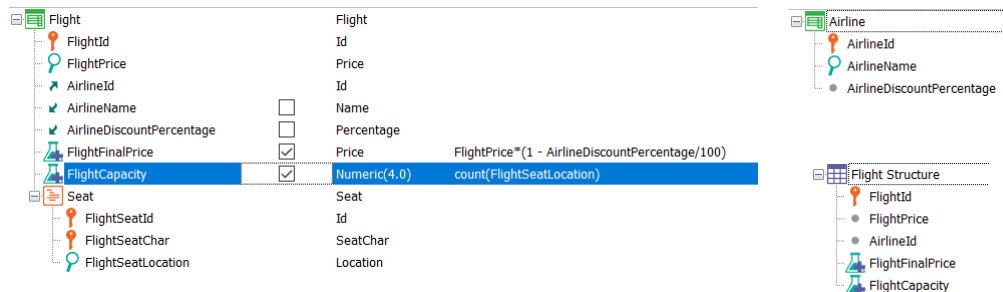 Flight Flight
FlightId Id
FlightPrice Price
AirlineId Id
AirlineName Name
AirlineDiscountPercentage Percentage
FlightFinalPrice Price FlightPrice*(1 - AirlineDiscountPercentage/100)
FlightCapacity Numeric(4.0) count(FlightSeatLocation)
Seat Seat
FlightSeatId Id
FlightSeatChar SeatChar
FlightSeatLocation Location
Airline
AirlineId
AirlineName
AirlineDiscountPercentage
Flight Structure
FlightId
FlightPrice
AirlineId
FlightFinalPrice
FlightCapacity